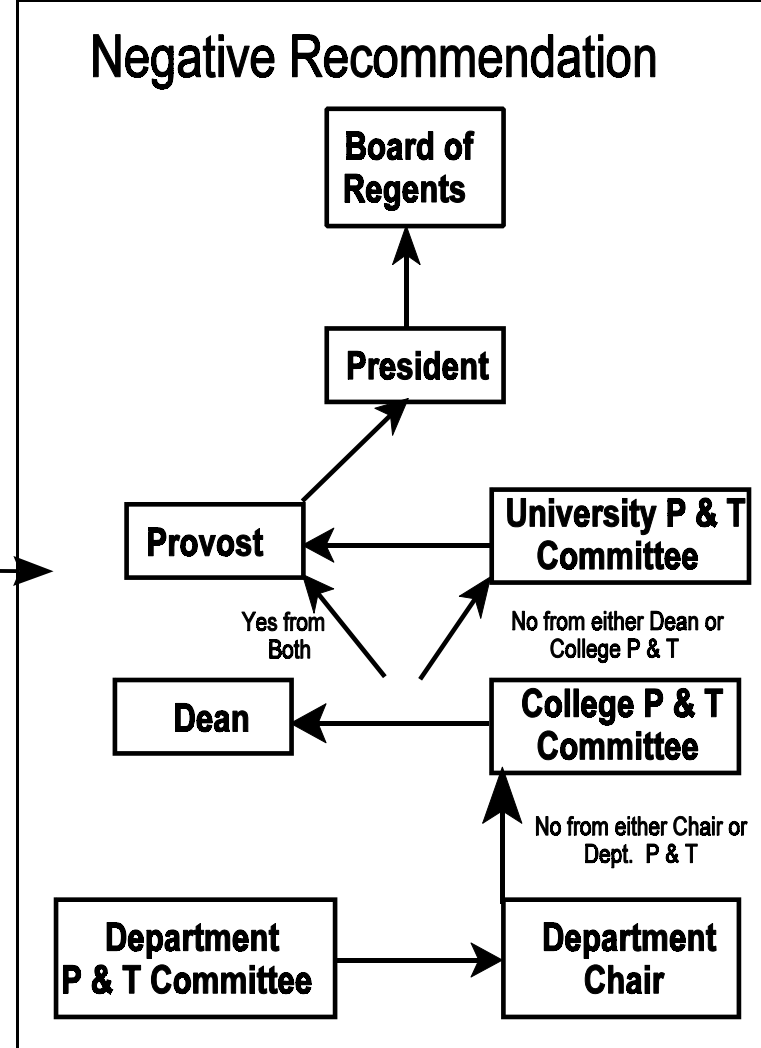 Negative Recommendation
Board of
Regents
President
Provost
University P & T
Committee
Yes from
Both
No from either Dean or
College P & T
Dean
College P & T
Committee
No from either Chair or
Dept. P & T
Department
P & T Committee
Department
Chair